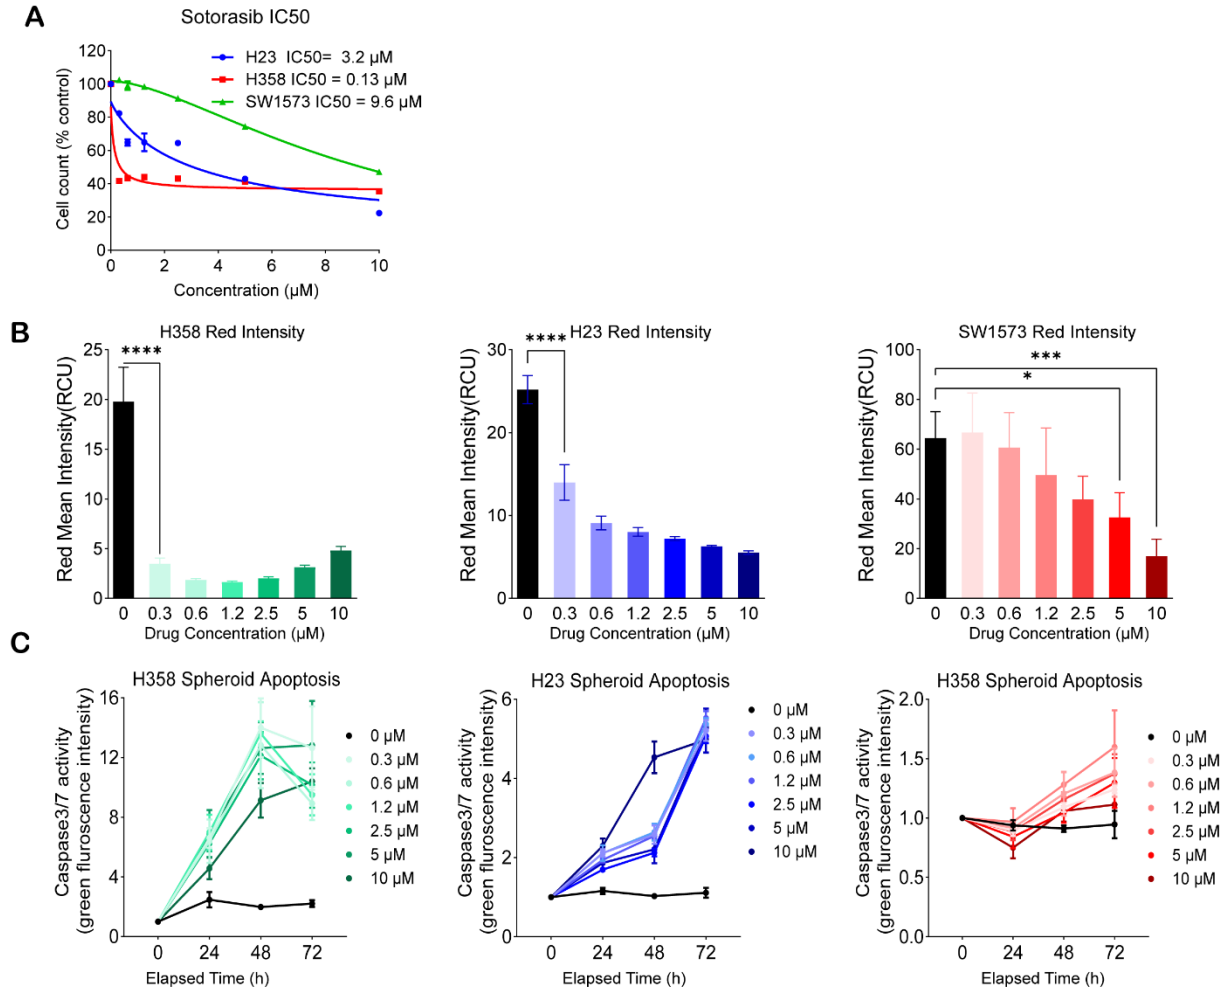 A
Sotorasib IC50
Cell count (% control)
120
100
80
60
40
20
0
H23 IC50= 3.2 µM
H358 IC50 = 0.13 µM
SW1573 IC50 = 9.6 µM
0 2 4 6 8 10
Concentration (µM)
B
H358 Red Intensity
Red Mean Intensity(RCU)
25
20
15
10
5
0
****
0 0.3 0.6 1.2 2.5 5 10
Drug Concentration (µM)
H23 Red Intensity
Red Mean Intensity(RCU)
30
20
10
0
****
0 0.3 0.6 1.2 2.5 5 10
Drug Concentration (µM)
SW1573 Red Intensity
Red Mean Intensity(RCU)
100
80
60
40
20
0
***
*
0 0.3 0.6 1.2 2.5 5 10
Drug Concentration (µM)
C
H358 Spheroid Apoptosis
Caspase3/7 activity
(green fluroscence intensity)
16
12
8
4
0
0 24 48 72
Elapsed Time (h)
0 µM
0.3 µM
0.6 µM
1.2 µM
2.5 µM
5 µM
10 µM
H23 Spheroid Apoptosis
Caspase3/7 activity
(green fluroscence intensity)
6
4
2
0
0 24 48 72
Elapsed Time (h)
0 µM
0.3 µM
0.6 µM
1.2 µM
2.5 µM
5 µM
10 µM
H358 Spheroid Apoptosis
Caspase3/7 activity
(green fluroscence intensity)
2.0
1.5
1.0
0.5
0.0
0 24 48 72
Elapsed Time (h)
0 µM
0.3 µM
0.6 µM
1.2 µM
2.5 µM
5 µM
10 µM